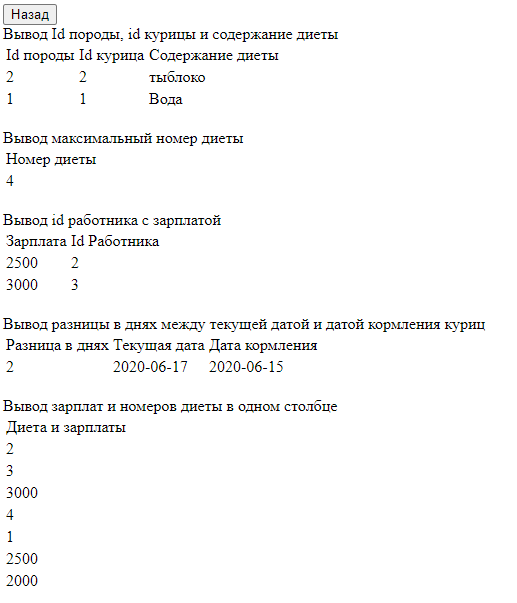 Назад
Вывод Id породы, id курицы и содержание диеты
Id породы Id курица Содержание диеты
2 2 тыблоко
1 1 Вода
Вывод максимальный номер диеты
Номер диеты
4
Вывод id работника с зарплатой
Зарплата Id Работника
2500 2
3000 3
Вывод разницы в днях между текущей датой и датой кормления куриц
Разница в днях Текущая дата Дата кормления
2 2020-06-17 2020-06-15
Вывод зарплат и номеров диеты в одном столбце
Диета и зарплаты
2
3
3000
4
1
2500
2000